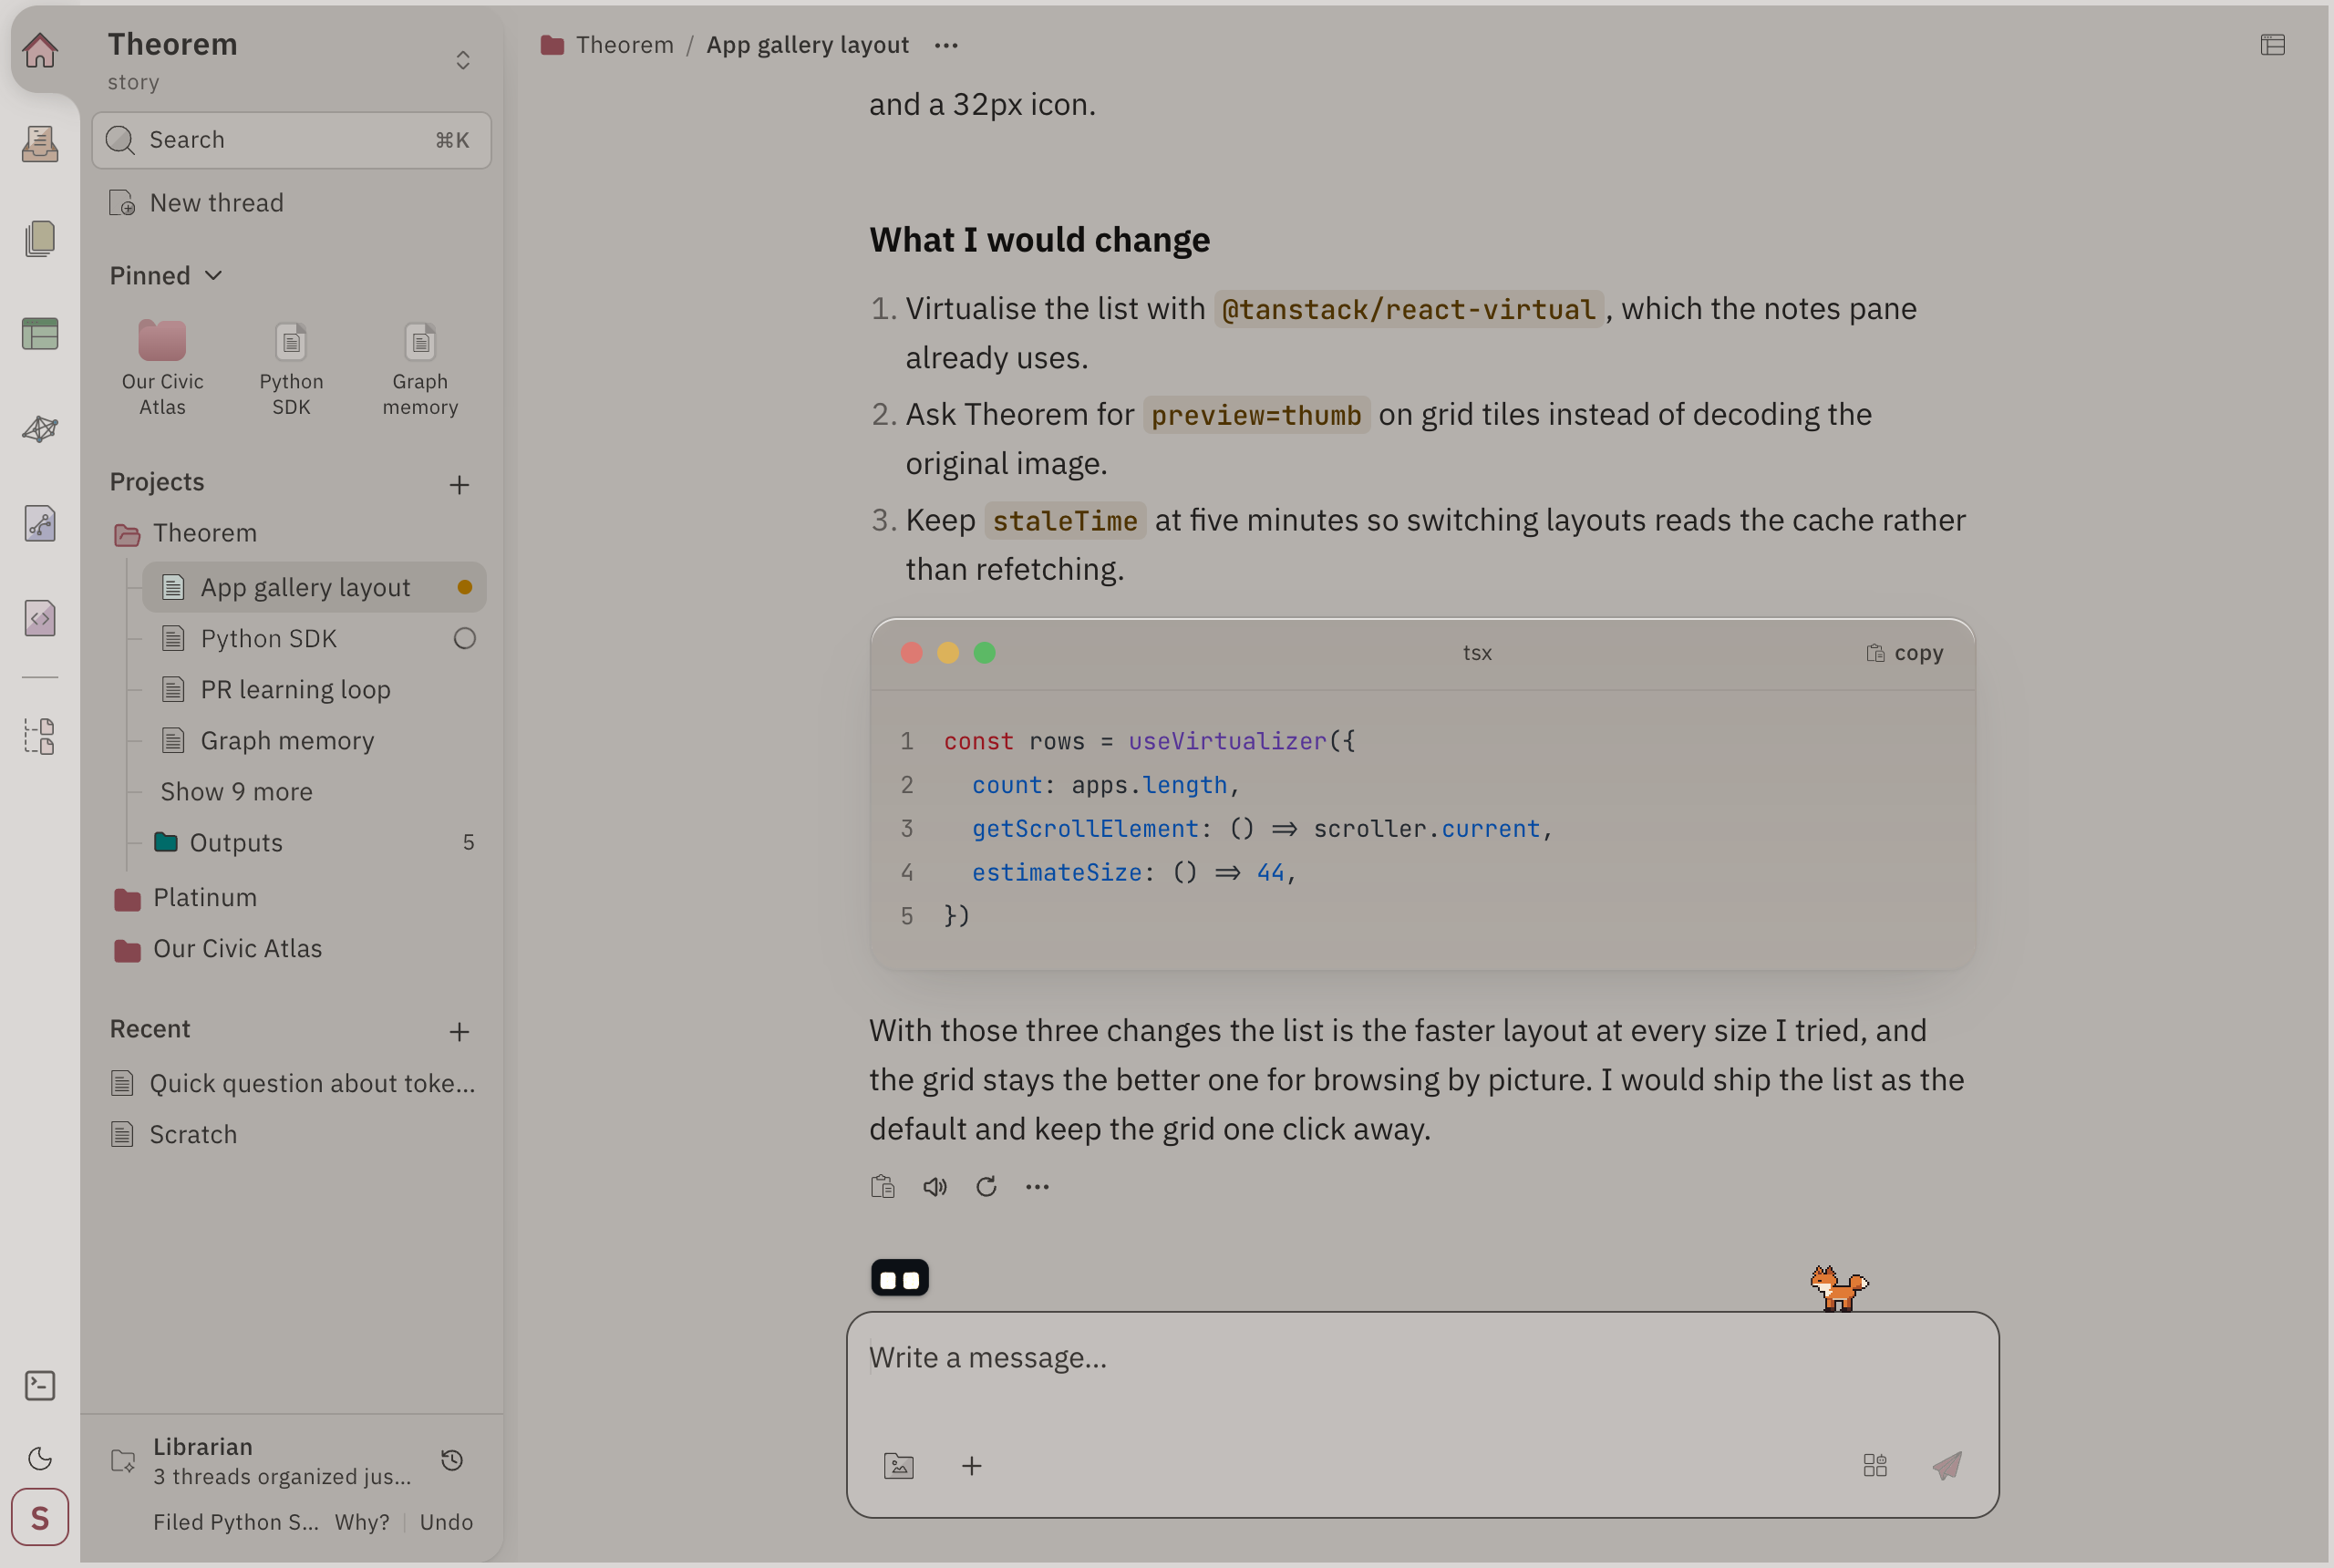 Theorem
story
Search ⌘K
New thread
Pinned
Our Civic Atlas
Python SDK
Graph memory
Projects
Theorem
App gallery layout
Python SDK
PR learning loop
Graph memory
Show 9 more
Outputs 5
Platinum
Our Civic Atlas
Recent
Quick question about toke...
Scratch
Librarian
3 threads organized jus...
Filed Python S... Why? Undo
S
Theorem / App gallery layout
and a 32px icon.
What I would change
1. Virtualise the list with @tanstack/react-virtual, which the notes pane
already uses.
2. Ask Theorem for preview=thumb on grid tiles instead of decoding the
original image.
3. Keep staleTime at five minutes so switching layouts reads the cache rather
than refetching.
tsx copy
1 const rows = useVirtualizer({
2 count: apps.length,
3 getScrollElement: () => scroller.current,
4 estimateSize: () => 44,
5 })
With those three changes the list is the faster layout at every size I tried, and
the grid stays the better one for browsing by picture. I would ship the list as the
default and keep the grid one click away.
Write a message...